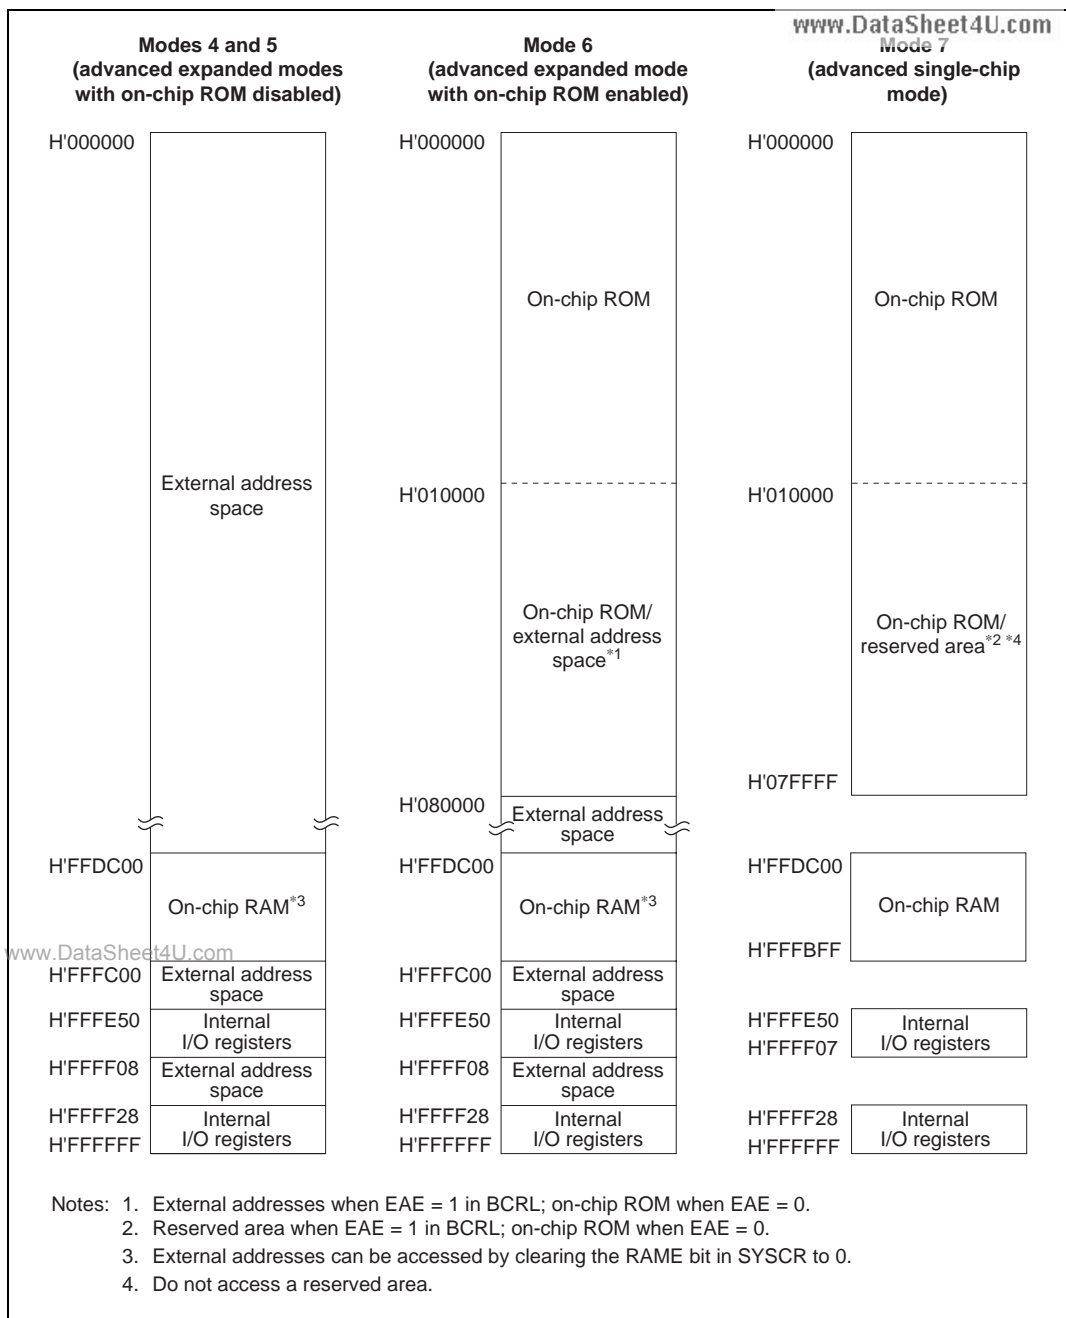 www.DataSheet4U.com
Modes 4 and 5
(advanced expanded modes
with on-chip ROM disabled)
Mode 6
(advanced expanded mode
with on-chip ROM enabled)
Mode 7
(advanced single-chip
mode)
H'000000
External address
space
H'FFDC00
On-chip RAM*3
www.DataSheet4U.com
H'FFFC00
External address
space
H'FFFE50
Internal
I/O registers
H'FFFF08
External address
space
H'FFFF28
Internal
I/O registers
H'FFFFFF
H'000000
On-chip ROM
H'010000
On-chip ROM/
external address
space*1
H'080000
External address
space
H'FFDC00
On-chip RAM*3
H'FFFC00
External address
space
H'FFFE50
Internal
I/O registers
H'FFFF08
External address
space
H'FFFF28
Internal
I/O registers
H'FFFFFF
H'000000
On-chip ROM
H'010000
On-chip ROM/
reserved area*2 *4
H'07FFFF
H'FFDC00
On-chip RAM
H'FFFBFF
H'FFFE50
Internal
I/O registers
H'FFFF07
H'FFFF28
Internal
I/O registers
H'FFFFFF
Notes: 1. External addresses when EAE = 1 in BCRL; on-chip ROM when EAE = 0.
2. Reserved area when EAE = 1 in BCRL; on-chip ROM when EAE = 0.
3. External addresses can be accessed by clearing the RAME bit in SYSCR to 0.
4. Do not access a reserved area.